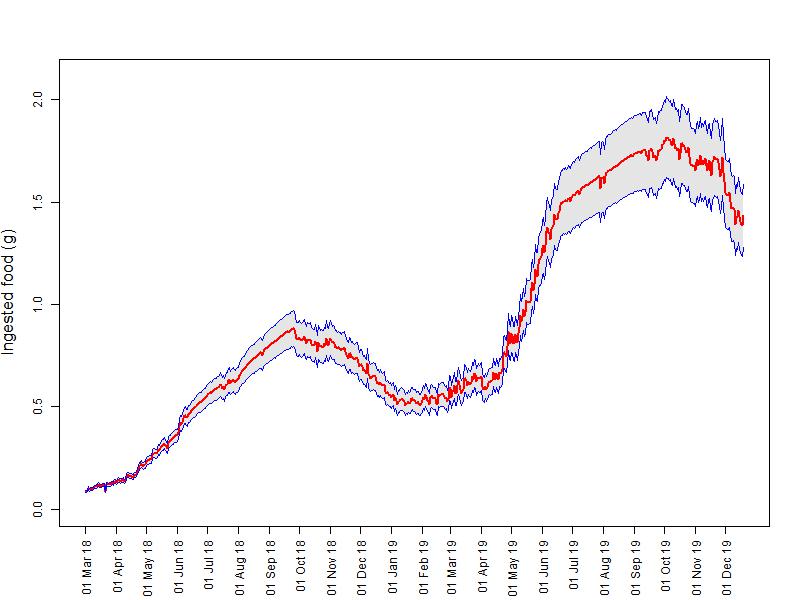 Ingested food (g)
2.0
1.5
1.0
0.5
0.0
01 Mar 18
01 Apr 18
01 May 18
01 Jun 18
01 Jul 18
01 Aug 18
01 Sep 18
01 Oct 18
01 Nov 18
01 Dec 18
01 Jan 19
01 Feb 19
01 Mar 19
01 Apr 19
01 May 19
01 Jun 19
01 Jul 19
01 Aug 19
01 Sep 19
01 Oct 19
01 Nov 19
01 Dec 19